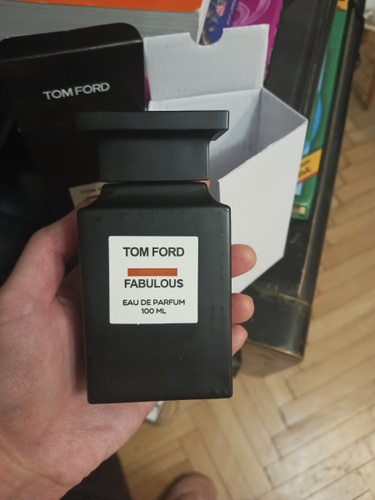 TOM FORD
TOM FORD
FABULOUS
EAU DE PARFUM
100 ML